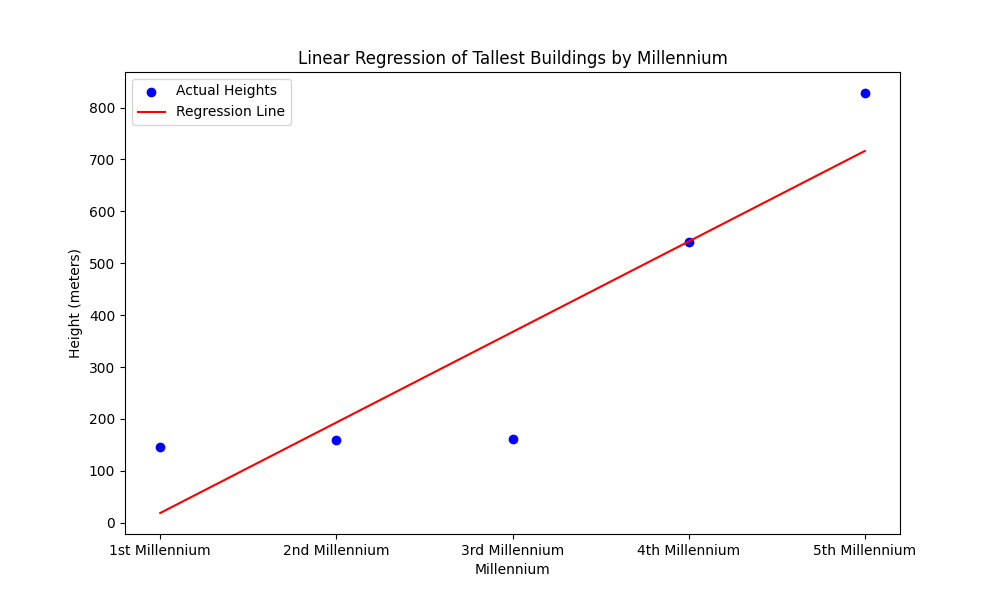 Linear Regression of Tallest Buildings by Millennium
Actual Heights
Regression Line
Height (meters)
800
700
600
500
400
300
200
100
0
1st Millennium
2nd Millennium
3rd Millennium
4th Millennium
5th Millennium
Millennium